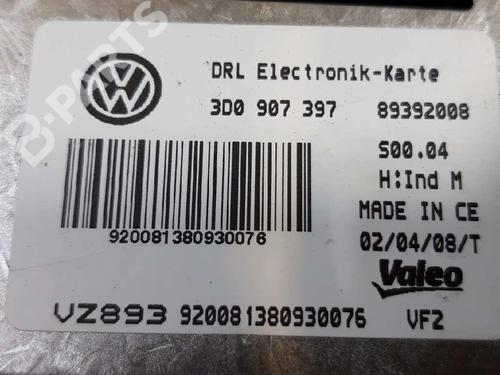 B-PARTS
DRL Electronik-Karte
3D0 907 397 89392008
S00.04
H:Ind M
MADE IN CE
920081380930076
02/04/08/T
Valeo
VZ893 920081380930076 VF2